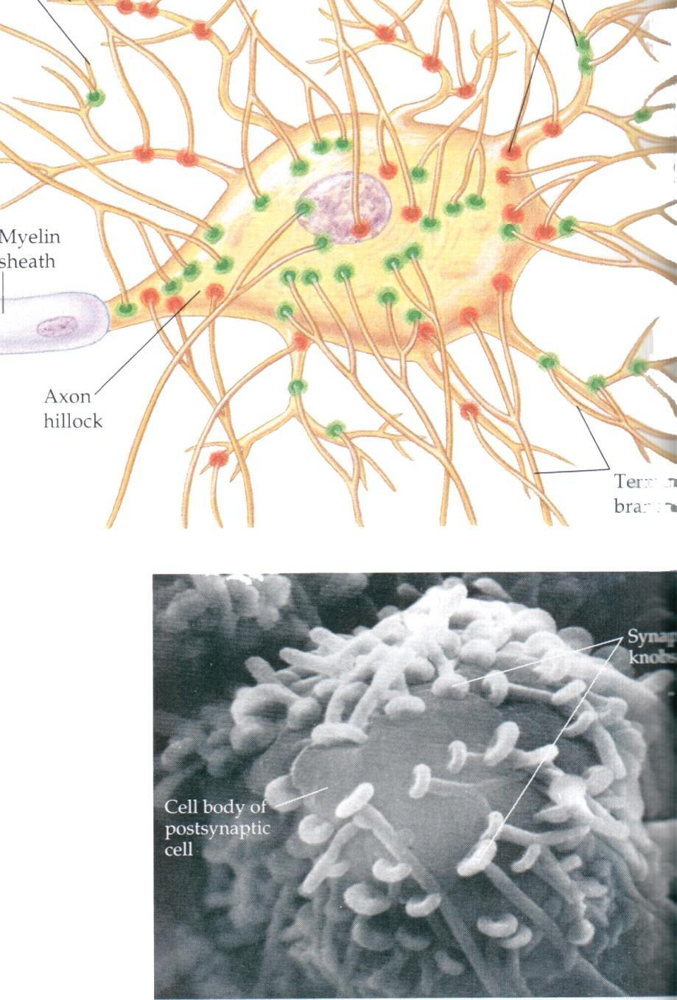 Myelin
sheath
Axon
hillock
Cell body of
postsynaptic
cell